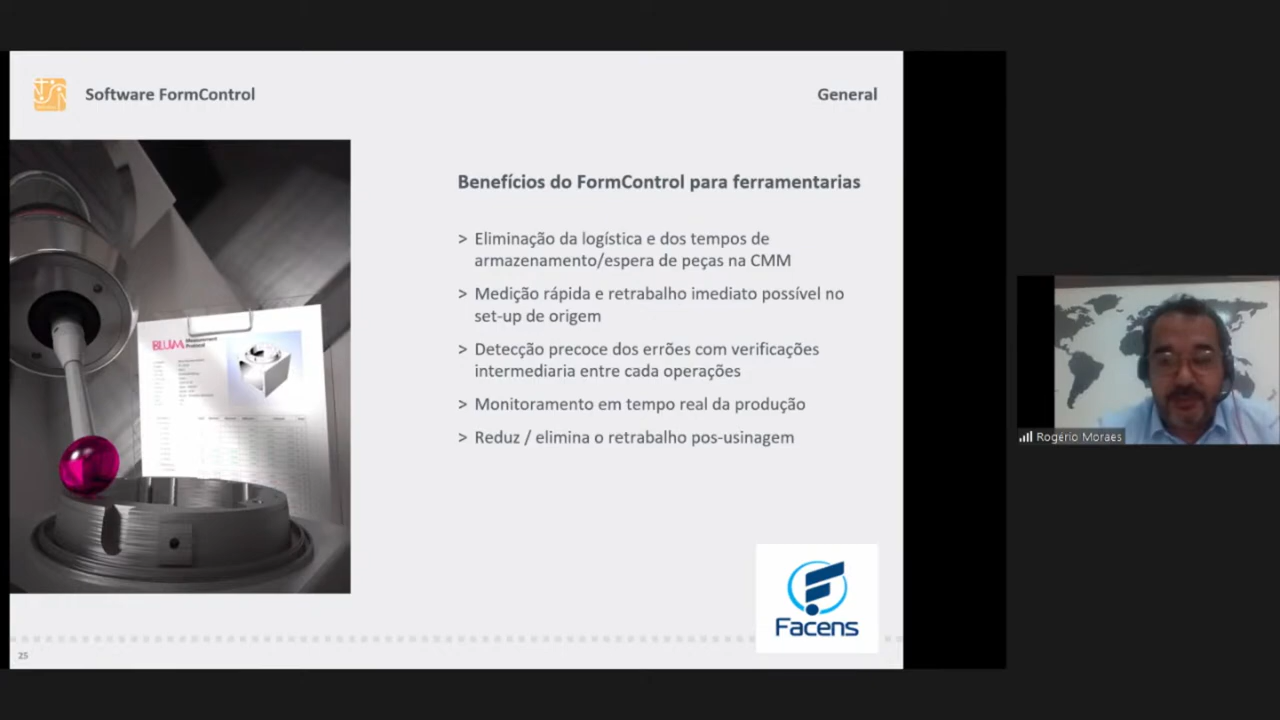 Software FormControl
General
Benefícios do FormControl para ferramentarias
> Eliminação da logística e dos tempos de
armazenamento/espera de peças na CMM
> Medição rápida e retrabalho imediato possível no
set-up de origem
> Detecção precoce dos errões com verificações
intermediaria entre cada operações
> Monitoramento em tempo real da produção
> Reduz / elimina o retrabalho pos-usinagem
BLUM Measurement
Protocol
Facens
25
Rogério Moraes